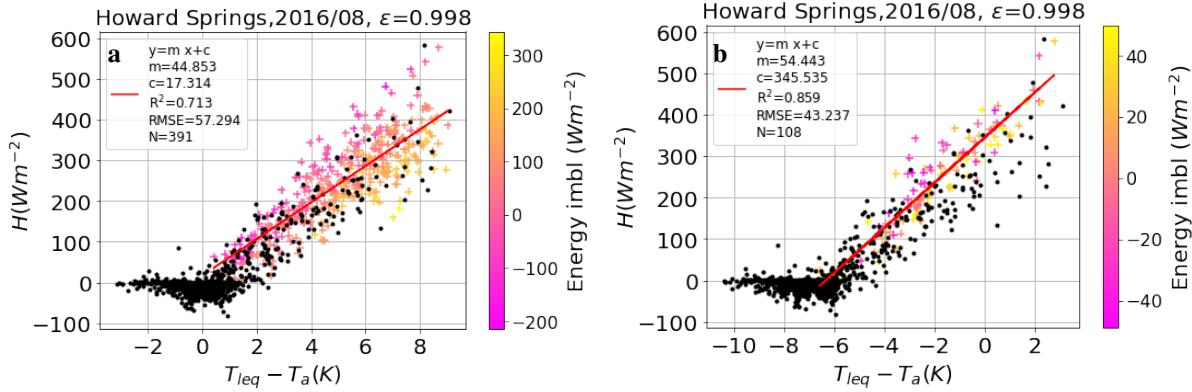 Howard Springs,2016/08, ε=0.998
a
y=m x+c
m=44.853
c=17.314
R²=0.713
RMSE=57.294
N=391
600
500
400
300
200
100
0
−100
H(Wm⁻²)
−2 0 2 4 6 8
T_leq − T_a(K)
300
200
100
0
−100
−200
Energy imbl (Wm⁻²)
Howard Springs,2016/08, ε=0.998
b
y=m x+c
m=54.443
c=345.535
R²=0.859
RMSE=43.237
N=108
600
500
400
300
200
100
0
−100
H(Wm⁻²)
−10 −8 −6 −4 −2 0 2
T_leq − T_a(K)
40
20
0
−20
−40
Energy imbl (Wm⁻²)